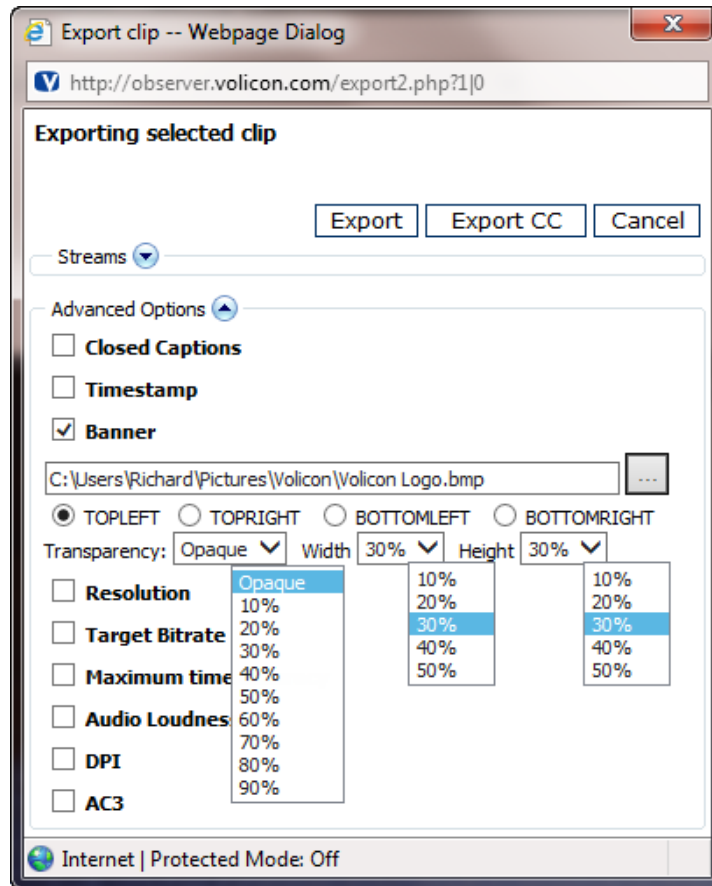 Export clip -- Webpage Dialog
x
V http://observer.volicon.com/export2.php?1|0
Exporting selected clip
Export Export CC Cancel
Streams
Advanced Options
Closed Captions
Timestamp
Banner
C:\Users\Richard\Pictures\Volicon\Volicon Logo.bmp ...
TOPLEFT TOPRIGHT BOTTOMLEFT BOTTOMRIGHT
Transparency: Opaque Width 30% Height 30%
Resolution
Target Bitrate
Maximum time
Audio Loudnes
DPI
AC3
Opaque
10%
20%
30%
40%
50%
60%
70%
80%
90%
10%
20%
30%
40%
50%
10%
20%
30%
40%
50%
Internet | Protected Mode: Off